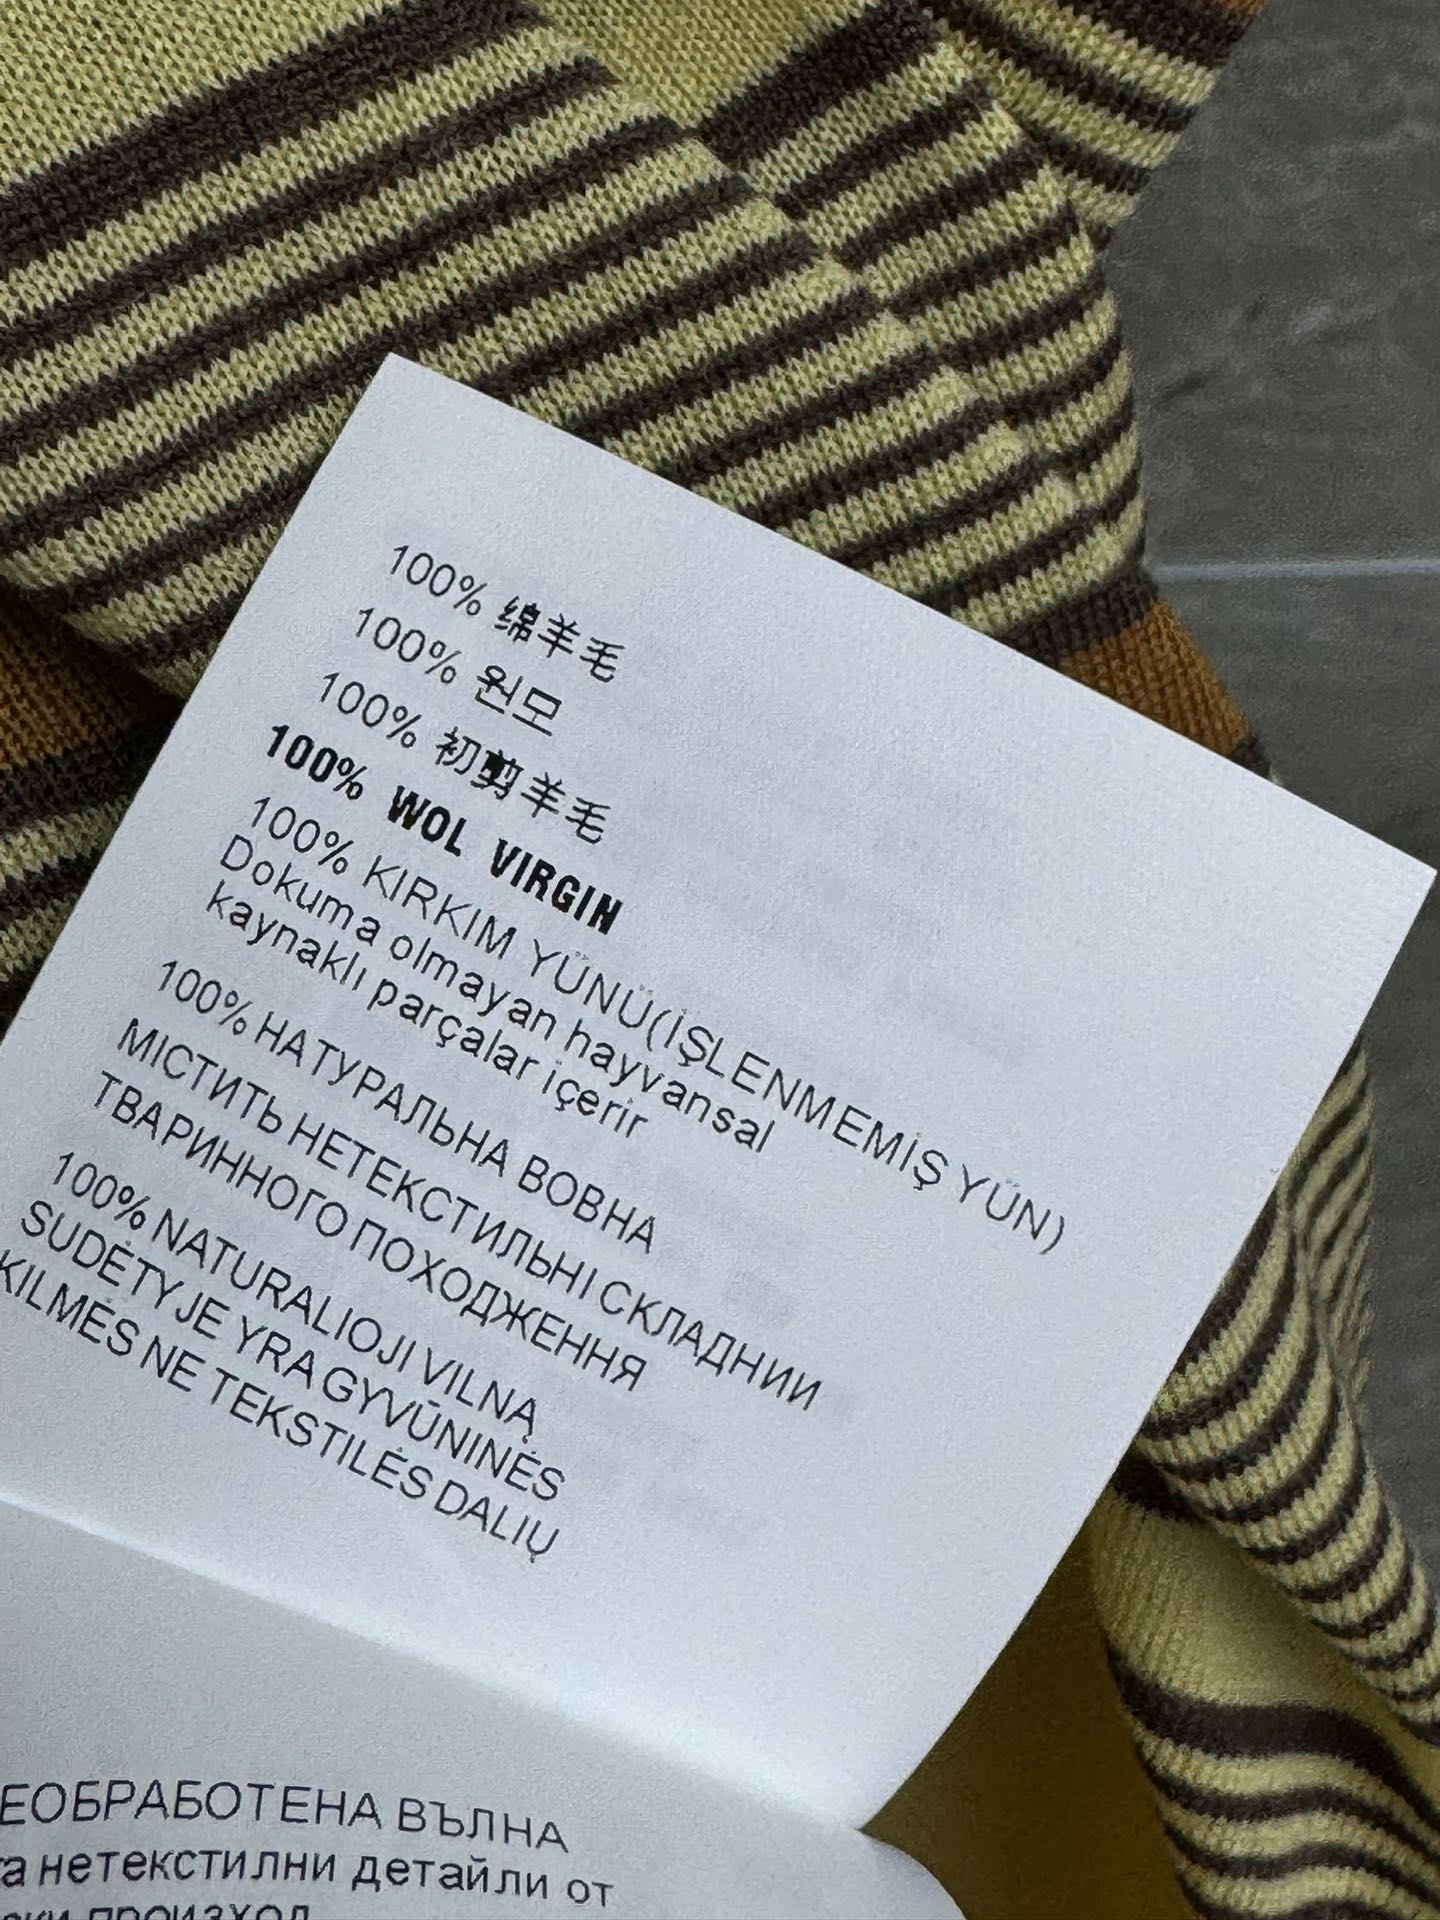 100% 绵羊毛
100% 원모
100% 初剪羊毛
100% WOL VIRGIN
100% KIRKIM YÜNÜ(İŞLENMEMİŞ YÜN)
Dokuma olmayan hayvansal
kaynaklı parçalar içerir
100% НАТУРАЛЬНА ВОВНА
МІСТИТЬ НЕТЕКСТИЛЬНІ СКЛАДНИИ
ТВАРИННОГО ПОХОДЖЕННЯ
100% NATURALIOJI VILNĄ
SUDĖTYJE YRA GYVŪNINĖS
KILMĖS NE TEKSTILĖS DALIŲ
ЕОБРАБОТЕНА ВЪЛНА
нетекстилни детайли от